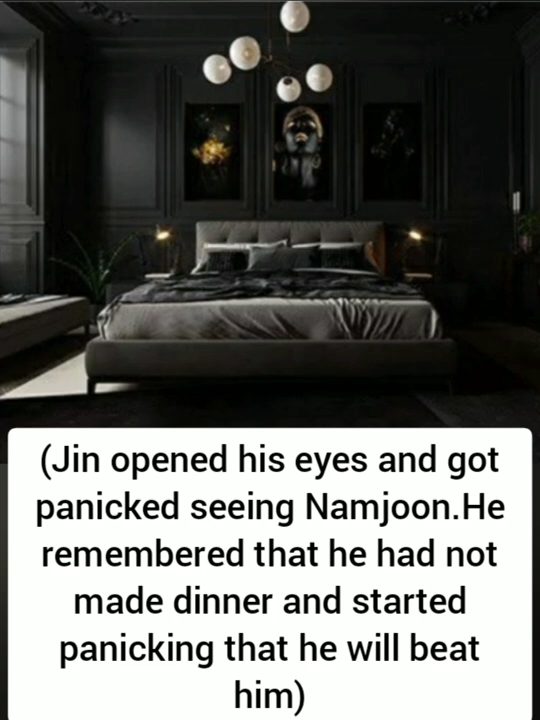 (Jin opened his eyes and got
panicked seeing Namjoon.He
remembered that he had not
made dinner and started
panicking that he will beat
him)